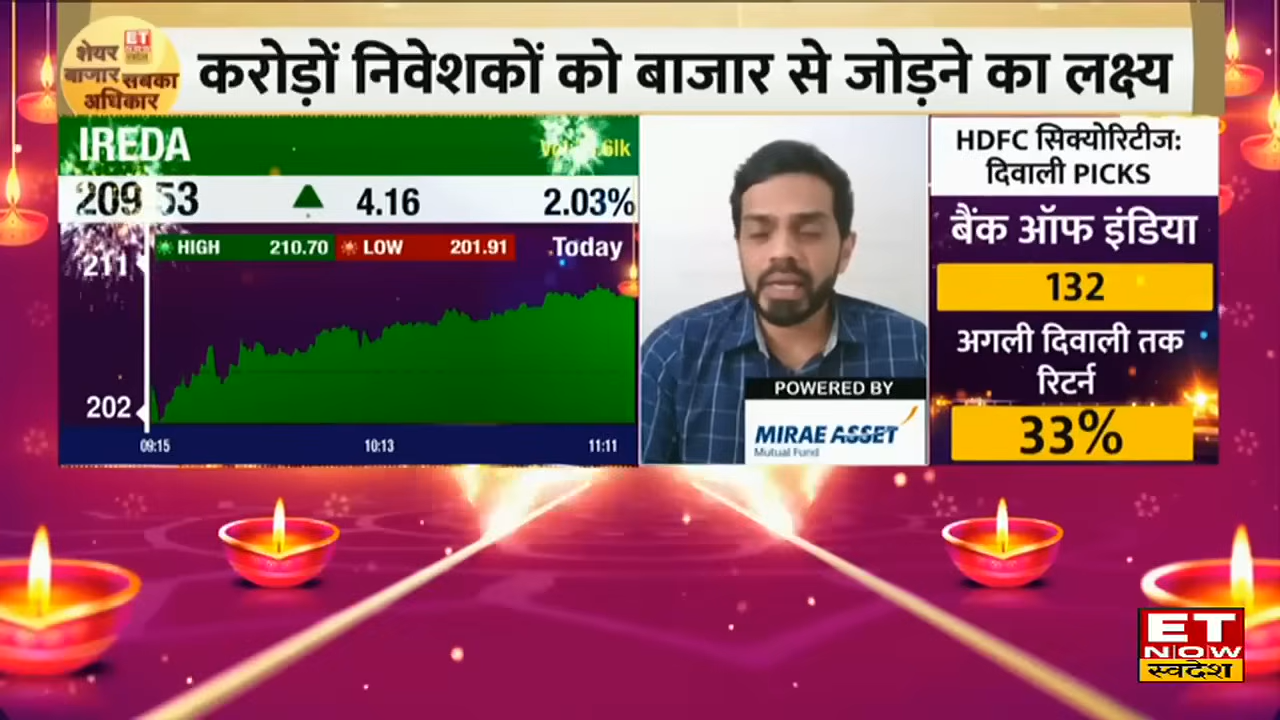 शेयर
बाजार सबका
अधिकार
ET
करोड़ों निवेशकों को बाजार से जोड़ने का लक्ष्य
IREDA
209.53 4.16 2.03%
HIGH 210.70 LOW 201.91 Today
211
202
09:15 10:13 11:11
POWERED BY
MIRAE ASSET
Mutual Fund
HDFC सिक्योरिटीज:
दिवाली PICKS
बैंक ऑफ इंडिया
132
अगली दिवाली तक
रिटर्न
33%
ET
NOW
स्वदेश